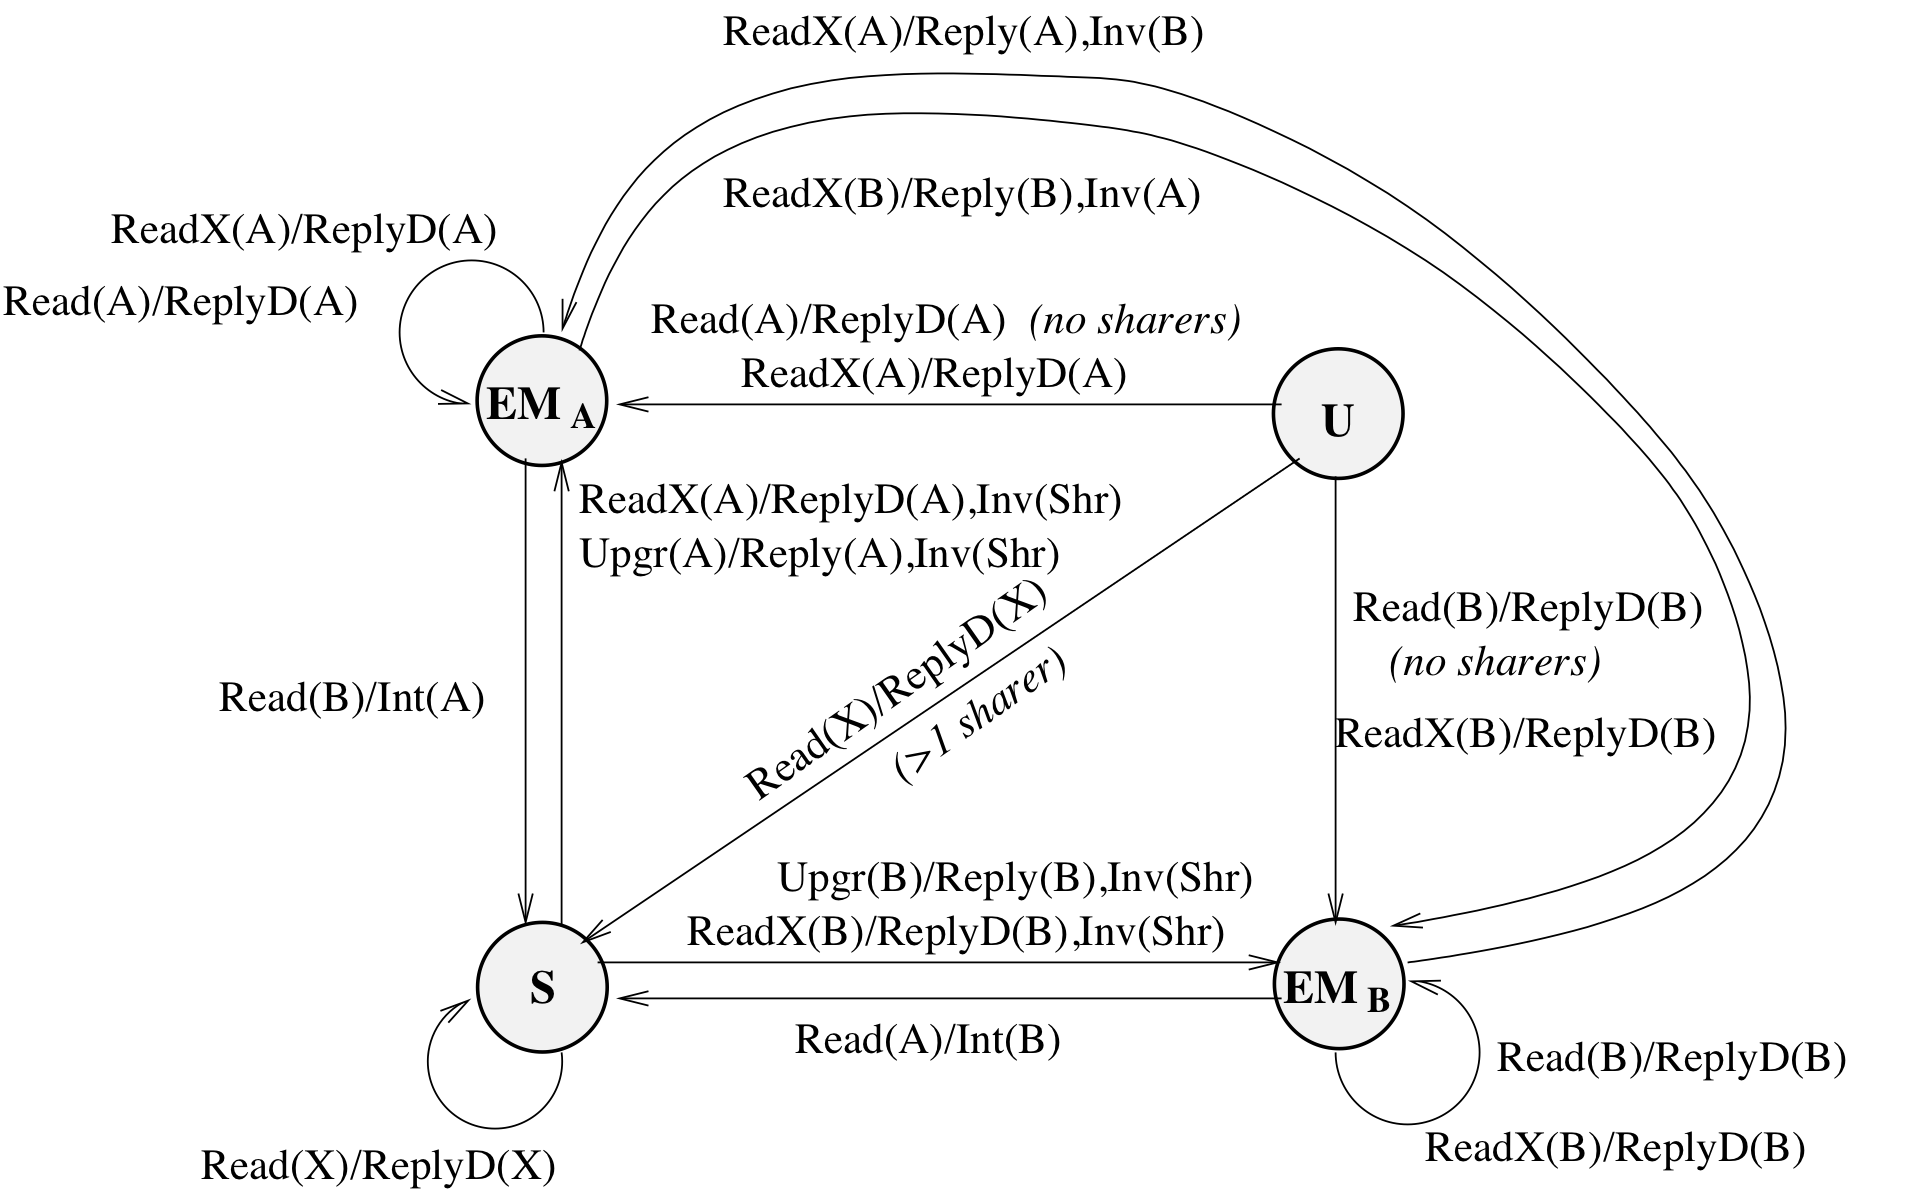 ReadX(A)/Reply(A),Inv(B)
ReadX(B)/Reply(B),Inv(A)
ReadX(A)/ReplyD(A)
Read(A)/ReplyD(A)
Read(A)/ReplyD(A) (no sharers)
ReadX(A)/ReplyD(A)
EM A
U
ReadX(A)/ReplyD(A),Inv(Shr)
Upgr(A)/Reply(A),Inv(Shr)
Read(B)/Int(A)
Read(X)/ReplyD(X)
(>1 sharer)
Read(B)/ReplyD(B)
(no sharers)
ReadX(B)/ReplyD(B)
Upgr(B)/Reply(B),Inv(Shr)
ReadX(B)/ReplyD(B),Inv(Shr)
S
EM B
Read(A)/Int(B)
Read(B)/ReplyD(B)
ReadX(B)/ReplyD(B)
Read(X)/ReplyD(X)